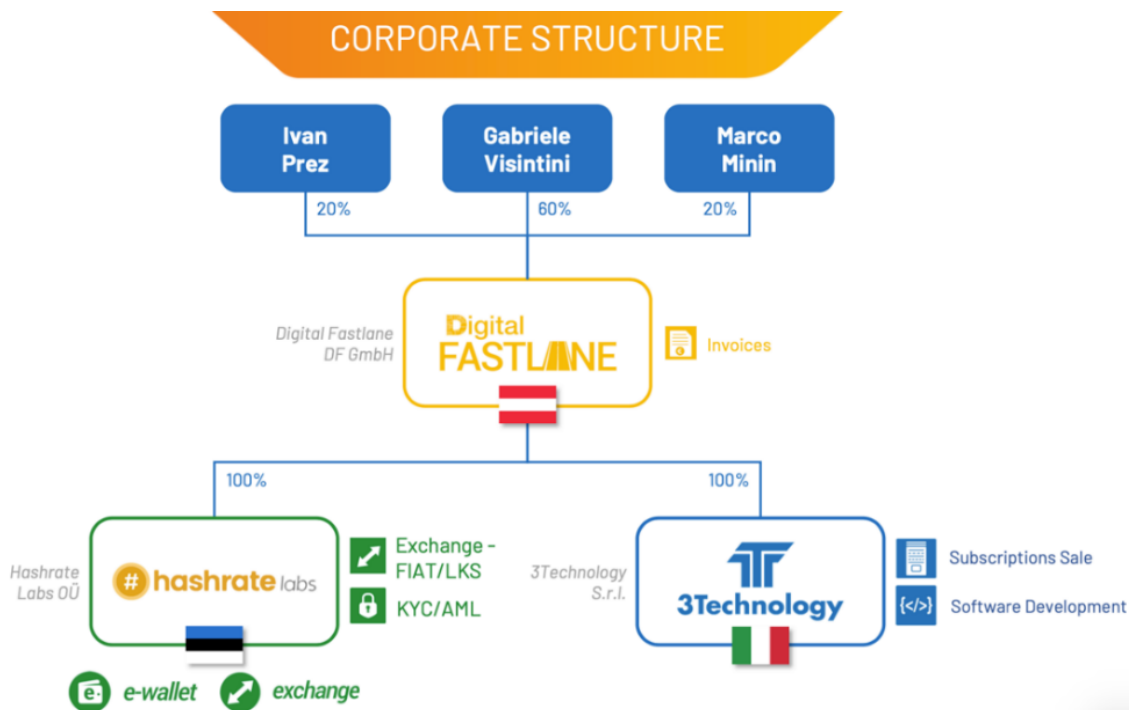 CORPORATE STRUCTURE
Ivan
Prez
Gabriele
Visintini
Marco
Minin
20%
60%
20%
Digital Fastlane
DF GmbH
Digital
FASTLANE
Invoices
100%
100%
Hashrate
Labs OÜ
# hashrate labs
Exchange -
FIAT/LKS
KYC/AML
3Technology
S.r.l.
3Technology
Subscriptions Sale
{</>} Software Development
e- e-wallet
exchange